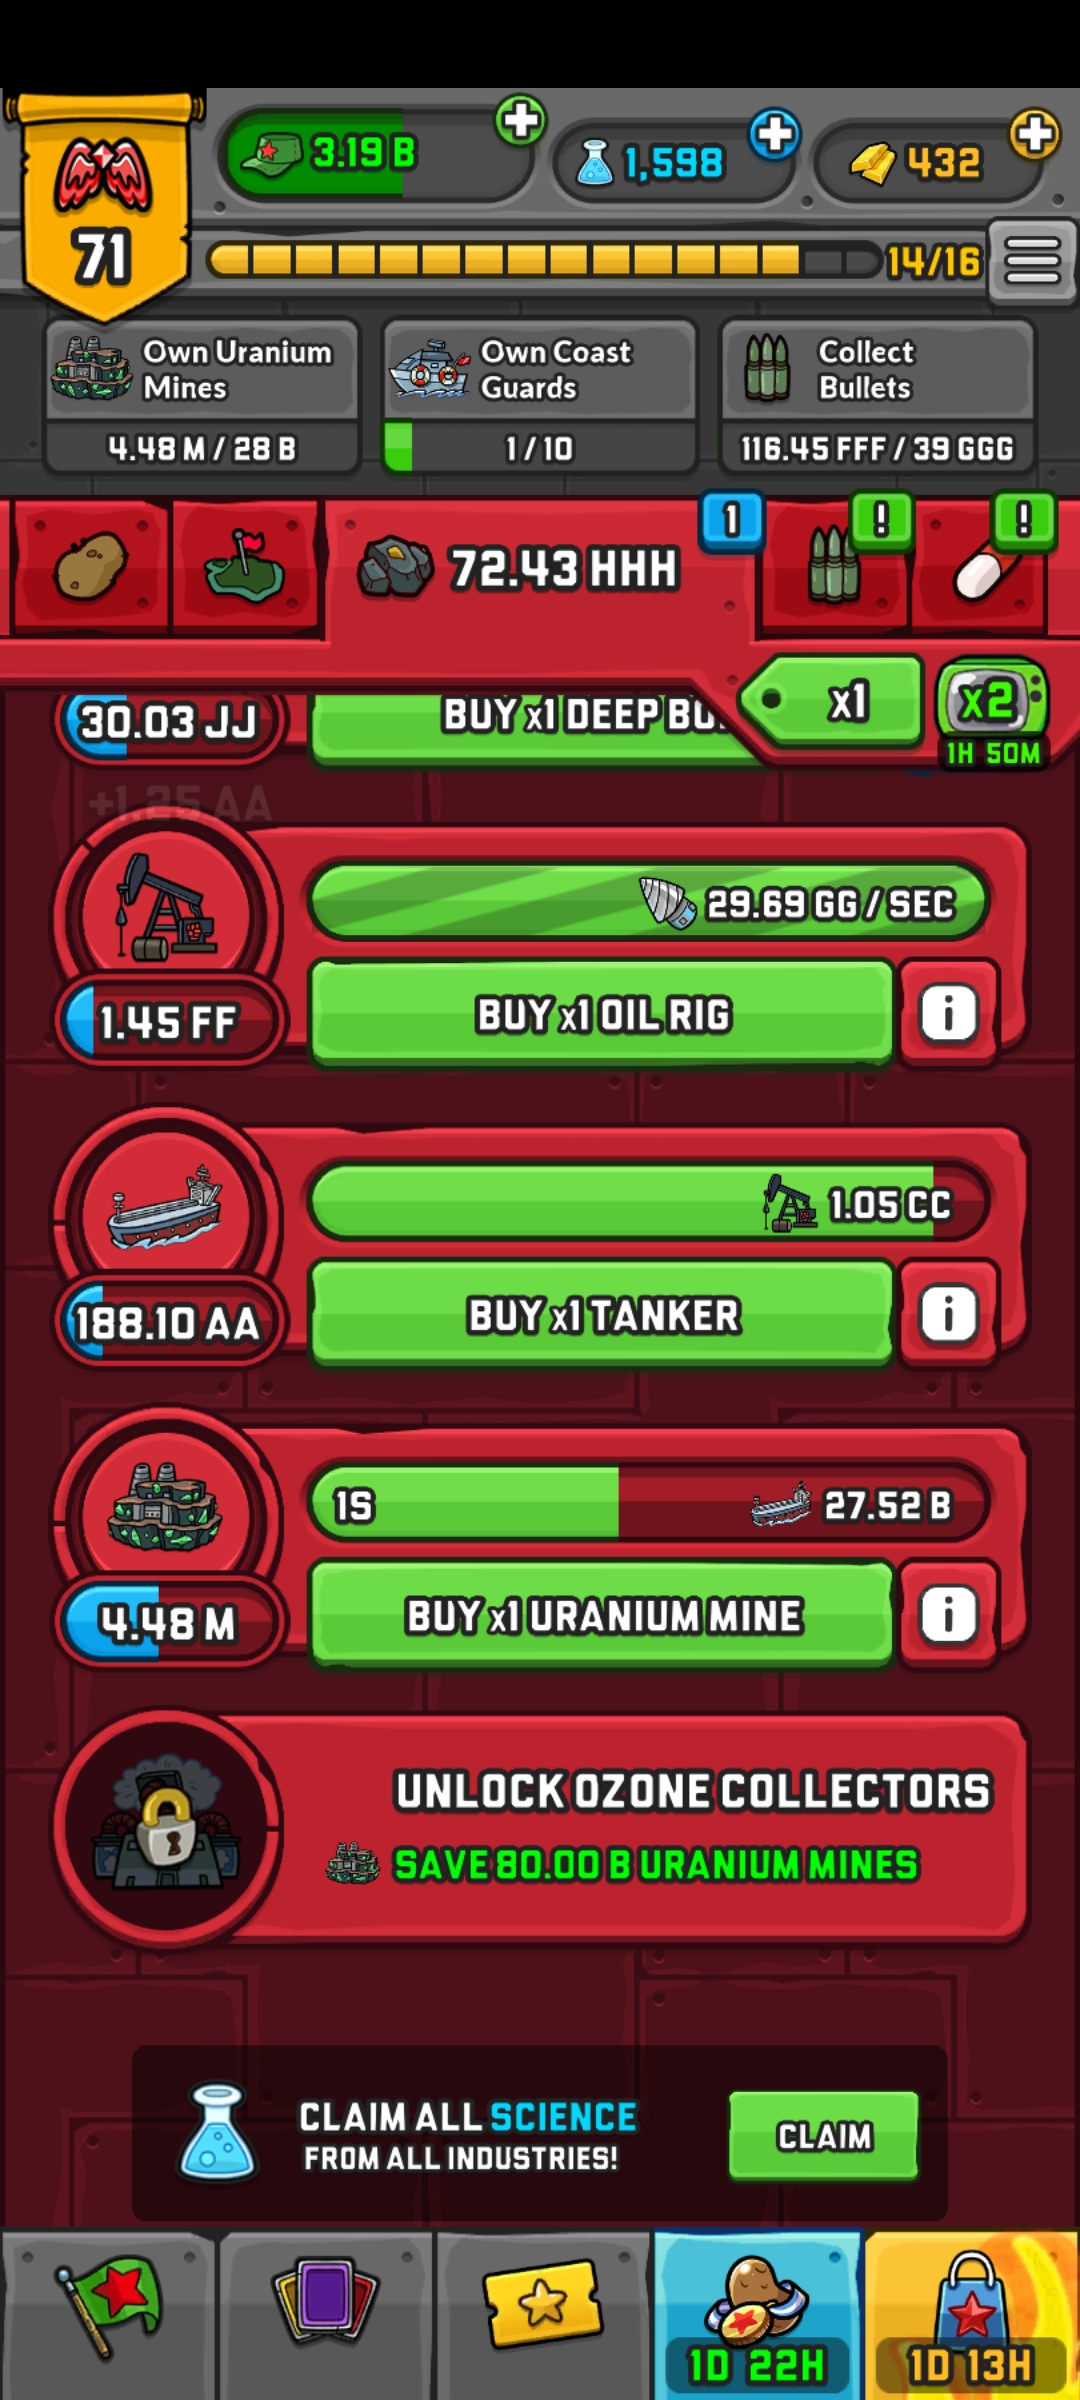 3.19 B
1,598
432
71
14/16
Own Uranium
Mines
4.48 M / 28 B
Own Coast
Guards
1 / 10
Collect
Bullets
116.45 FFF / 39 GGG
72.43 HHH
1
!
!
x1
x2
1H 50M
30.03 JJ
BUY x1 DEEP BO
+1.25 AA
29.69 GG / SEC
1.45 FF
BUY x1 OIL RIG
i
1.05 CC
188.10 AA
BUY x1 TANKER
i
1S
27.52 B
4.48 M
BUY x1 URANIUM MINE
i
UNLOCK OZONE COLLECTORS
SAVE 80.00 B URANIUM MINES
CLAIM ALL SCIENCE
FROM ALL INDUSTRIES!
CLAIM
1D 22H
1D 13H